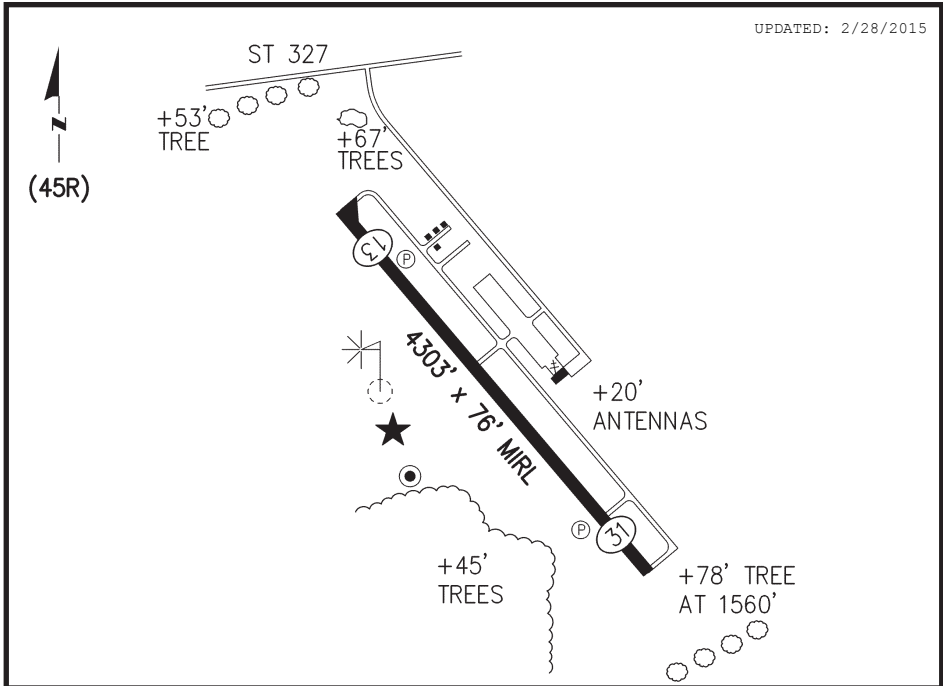 UPDATED: 2/28/2015
ST 327
N
+53'
TREE
+67'
TREES
(45R)
13
P
4303' x 76' MIRL
+20'
ANTENNAS
P
31
+45'
TREES
+78' TREE
AT 1560'